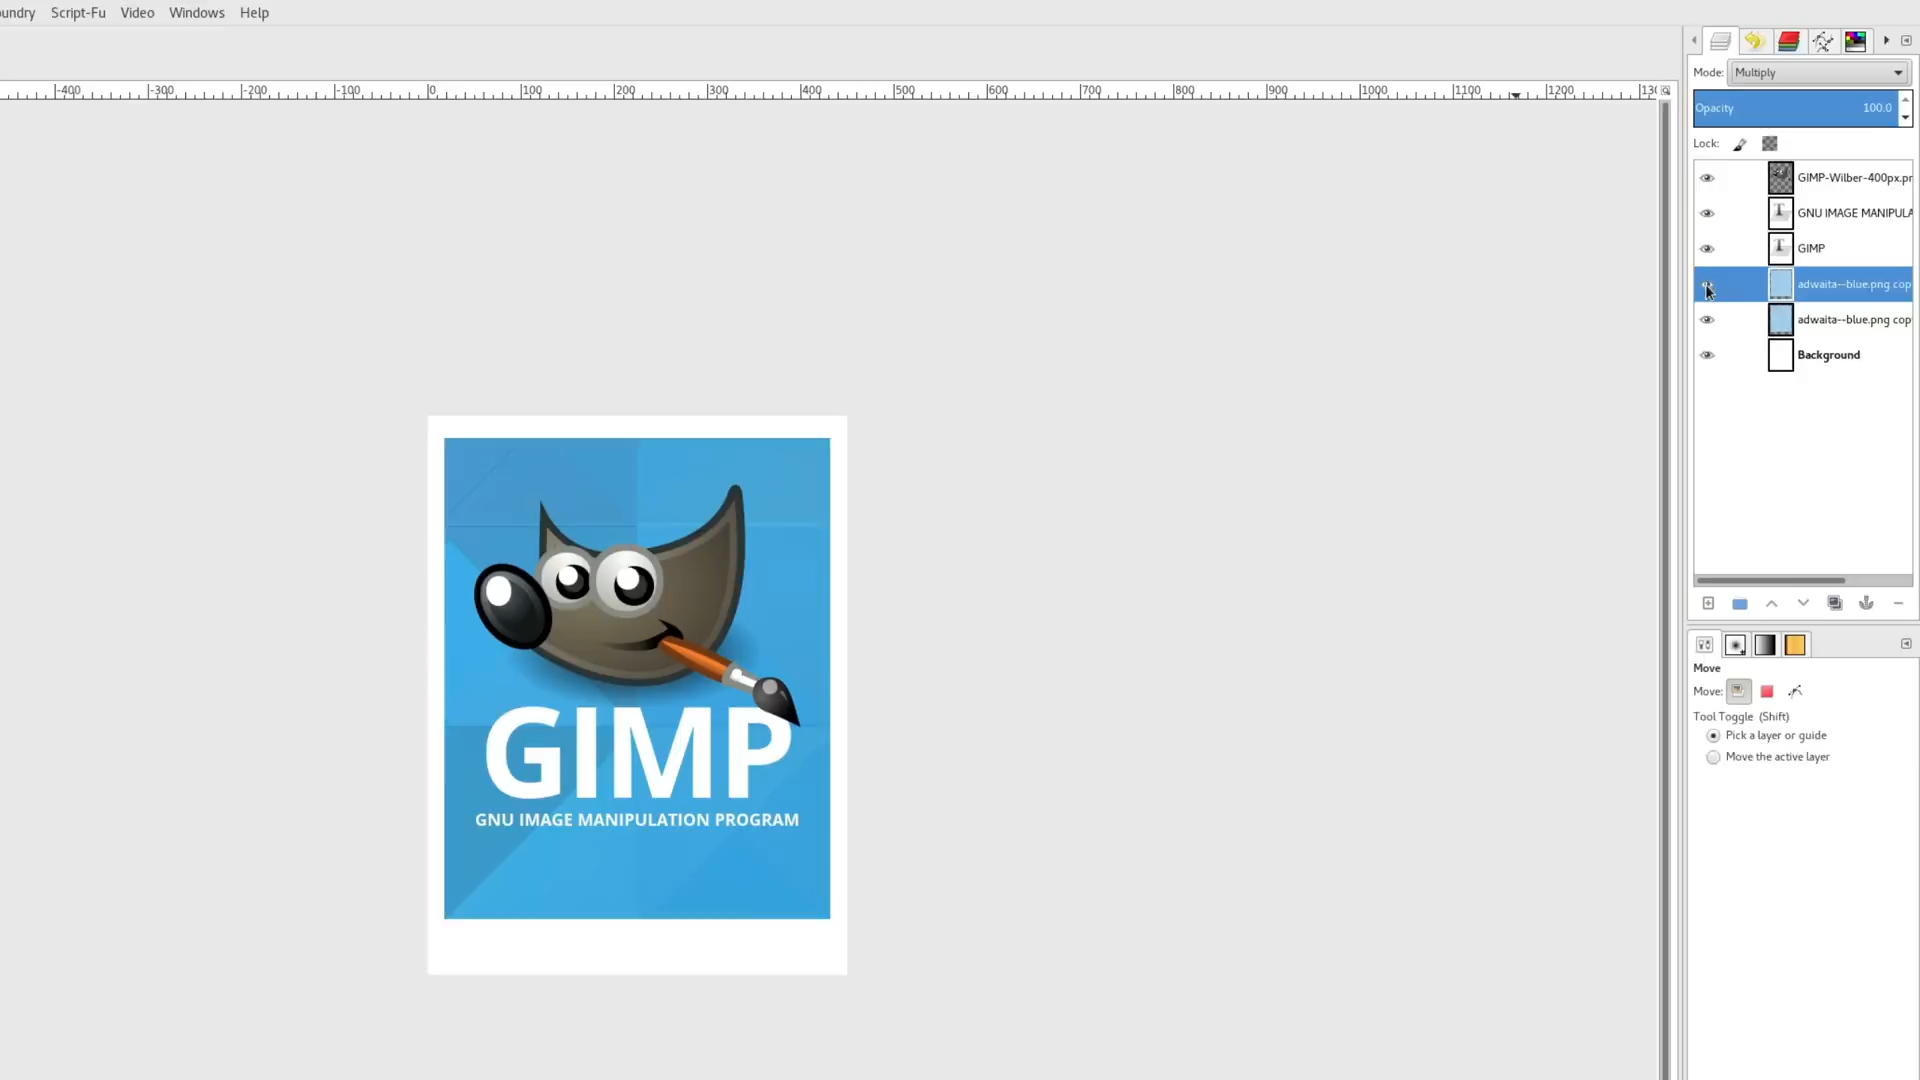 oundry Script-Fu Video Windows Help
-400 -300 -200 -100 0 100 200 300 400 500 600 700 800 900 1000 1100 1200 130
Mode: Multiply
Opacity 100.0
Lock:
GIMP-Wilber-400px.pn
GNU IMAGE MANIPULA
GIMP
adwaita--blue.png cop
adwaita--blue.png cop
Background
GIMP
GNU IMAGE MANIPULATION PROGRAM
Move
Move:
Tool Toggle (Shift)
Pick a layer or guide
Move the active layer